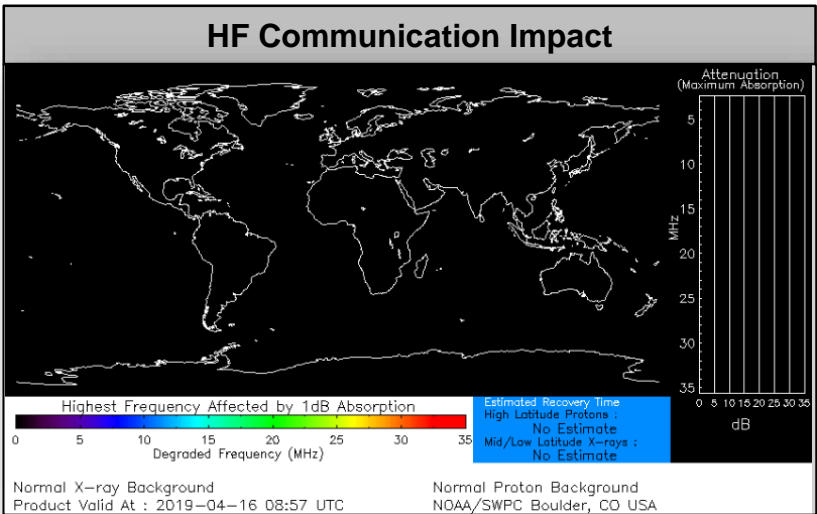 HF Communication Impact
Attenuation
(Maximum Absorption)
5
10
15
20
25
30
35
MHz
0 5 10 15 20 25 30 35
dB
Highest Frequency Affected by 1dB Absorption
0 5 10 15 20 25 30 35
Degraded Frequency (MHz)
Estimated Recovery Time
High Latitude Protons :
No Estimate
Mid/Low Latitude X-rays :
No Estimate
Normal X-ray Background
Normal Proton Background
Product Valid At : 2019-04-16 08:57 UTC
NOAA/SWPC Boulder, CO USA